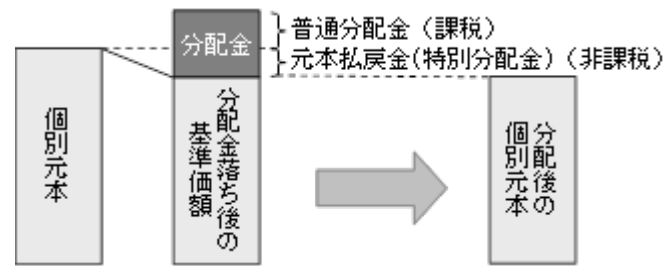 分配金
普通分配金（課税）
元本払戻金(特別分配金)（非課税）
個別元本
分配金落ち後の
基準価額
分配後の
個別元本